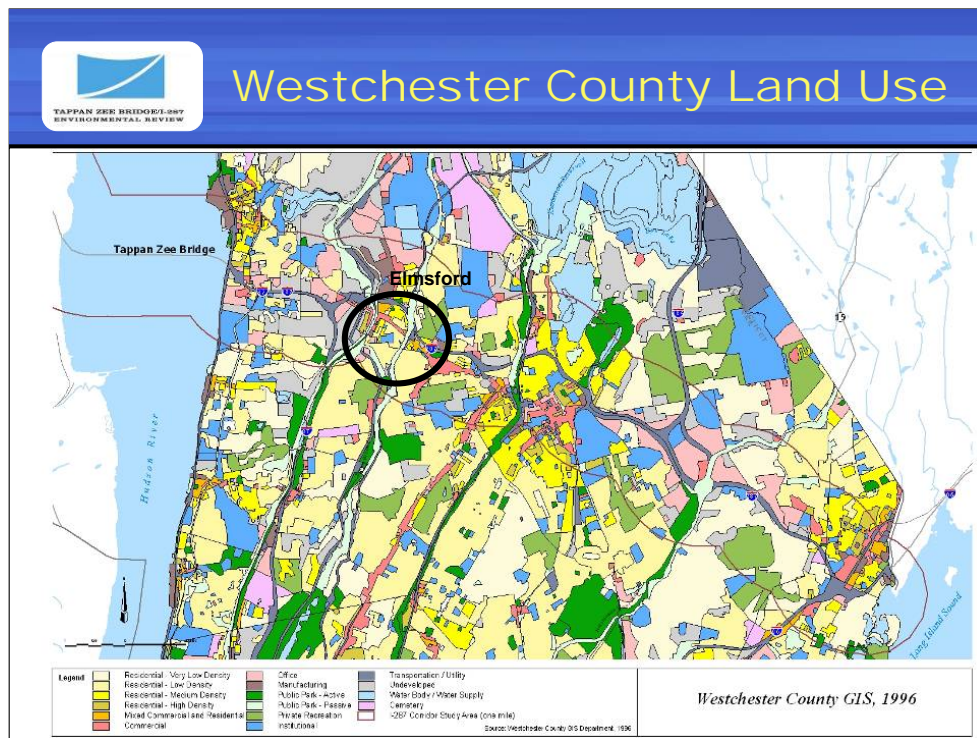 TAPPAN ZEE BRIDGE/I-287
ENVIRONMENTAL REVIEW
Westchester County Land Use
Tappan Zee Bridge
Elmsford
15
Hudson River
Long Island Sound
Legend
Residential - Very Low Density
Residential - Low Density
Residential - Medium Density
Residential - High Density
Mixed Commercial and Residential
Commercial
Office
Manufacturing
Public Park - Active
Public Park - Passive
Private Recreation
Institutional
Transportation / Utility
Undeveloped
Water Body / Water Supply
Cemetery
I-287 Corridor Study Area (one mile)
Source: Westchester County GIS Department, 1996
Westchester County GIS, 1996